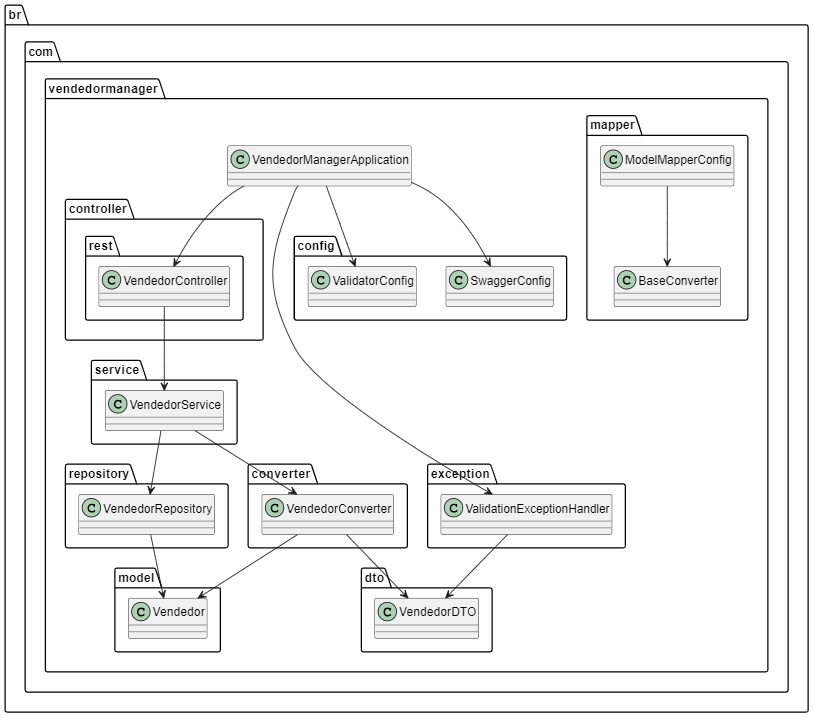 br
com
vendedormanager
mapper
C VendedorManagerApplication
C ModelMapperConfig
controller
rest
config
C VendedorController
C ValidatorConfig
C SwaggerConfig
C BaseConverter
service
C VendedorService
repository
converter
exception
C VendedorRepository
C VendedorConverter
C ValidationExceptionHandler
model
dto
C Vendedor
C VendedorDTO